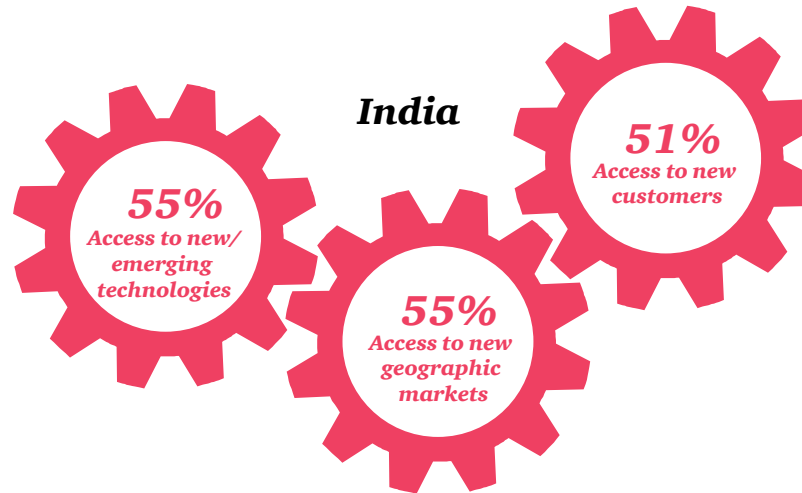 India
55%
Access to new/
emerging
technologies
55%
Access to new
geographic
markets
51%
Access to new
customers